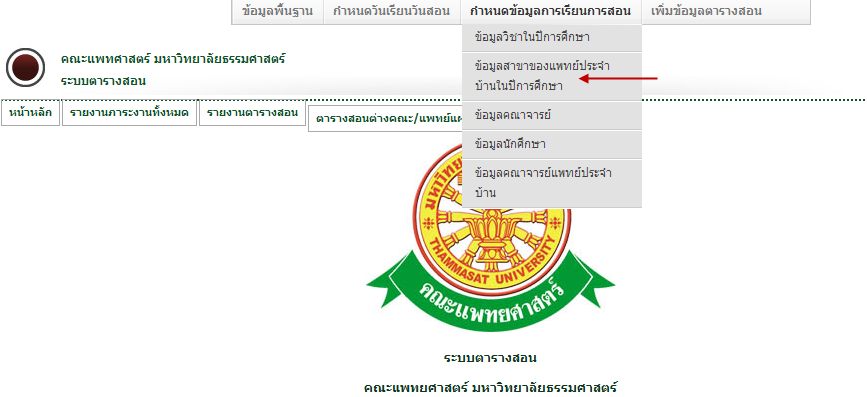 ข้อมูลพื้นฐาน กำหนดวันเรียนวันสอน กำหนดข้อมูลการเรียนการสอน เพิ่มข้อมูลตารางสอน
ข้อมูลวิชาในปีการศึกษา
ข้อมูลสาขาของแพทย์ประจำ
บ้านในปีการศึกษา
ข้อมูลคณาจารย์
ข้อมูลนักศึกษา
ข้อมูลคณาจารย์แพทย์ประจำ
บ้าน
คณะแพทศาสตร์ มหาวิทยาลัยธรรมศาสตร์
ระบบตารางสอน
หน้าหลัก รายงานภาระงานทั้งหมด รายงานตารางสอน ตารางสอนต่างคณะ/แพทย์แผ
THAMMASAT UNIVERSITY
คณะแพทยศาสตร์
ระบบตารางสอน
คณะแพทยศาสตร์ มหาวิทยาลัยธรรมศาสตร์